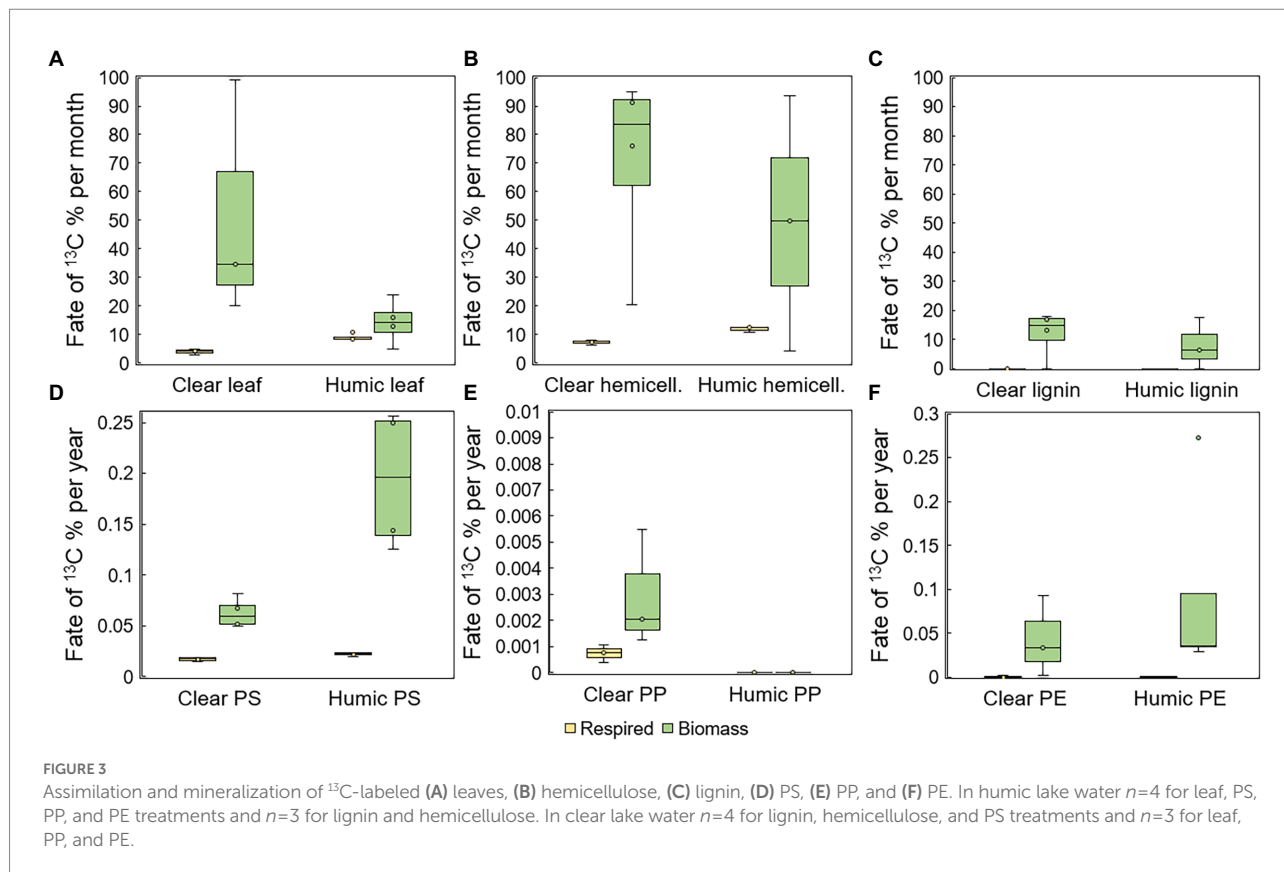 A
Fate of ¹³C % per month
100
90
80
70
60
50
40
30
20
10
0
Clear leaf Humic leaf
B
Fate of ¹³C % per month
100
90
80
70
60
50
40
30
20
10
0
Clear hemicell. Humic hemicell.
C
Fate of ¹³C % per month
100
90
80
70
60
50
40
30
20
10
0
Clear lignin Humic lignin
D
Fate of ¹³C % per year
0.25
0.2
0.15
0.1
0.05
0
Clear PS Humic PS
E
Fate of ¹³C % per year
0.01
0.009
0.008
0.007
0.006
0.005
0.004
0.003
0.002
0.001
0
Clear PP Humic PP
F
Fate of ¹³C % per year
0.3
0.25
0.2
0.15
0.1
0.05
0
Clear PE Humic PE
Respired Biomass
FIGURE 3
Assimilation and mineralization of ¹³C-labeled (A) leaves, (B) hemicellulose, (C) lignin, (D) PS, (E) PP, and (F) PE. In humic lake water n=4 for leaf, PS,
PP, and PE treatments and n=3 for lignin and hemicellulose. In clear lake water n=4 for lignin, hemicellulose, and PS treatments and n=3 for leaf,
PP, and PE.